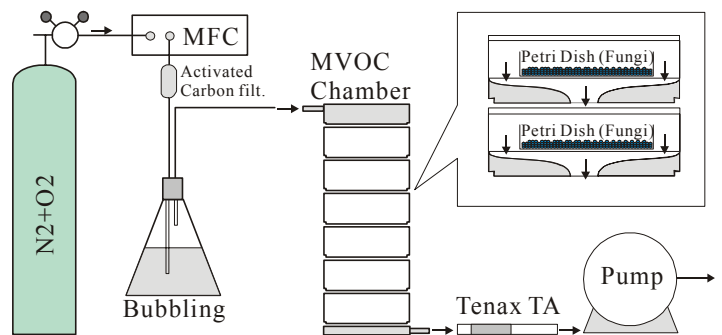 MFC
Activated
Carbon filt.
MVOC
Chamber
Petri Dish (Fungi)
Petri Dish (Fungi)
N2+O2
Bubbling
Tenax TA
Pump